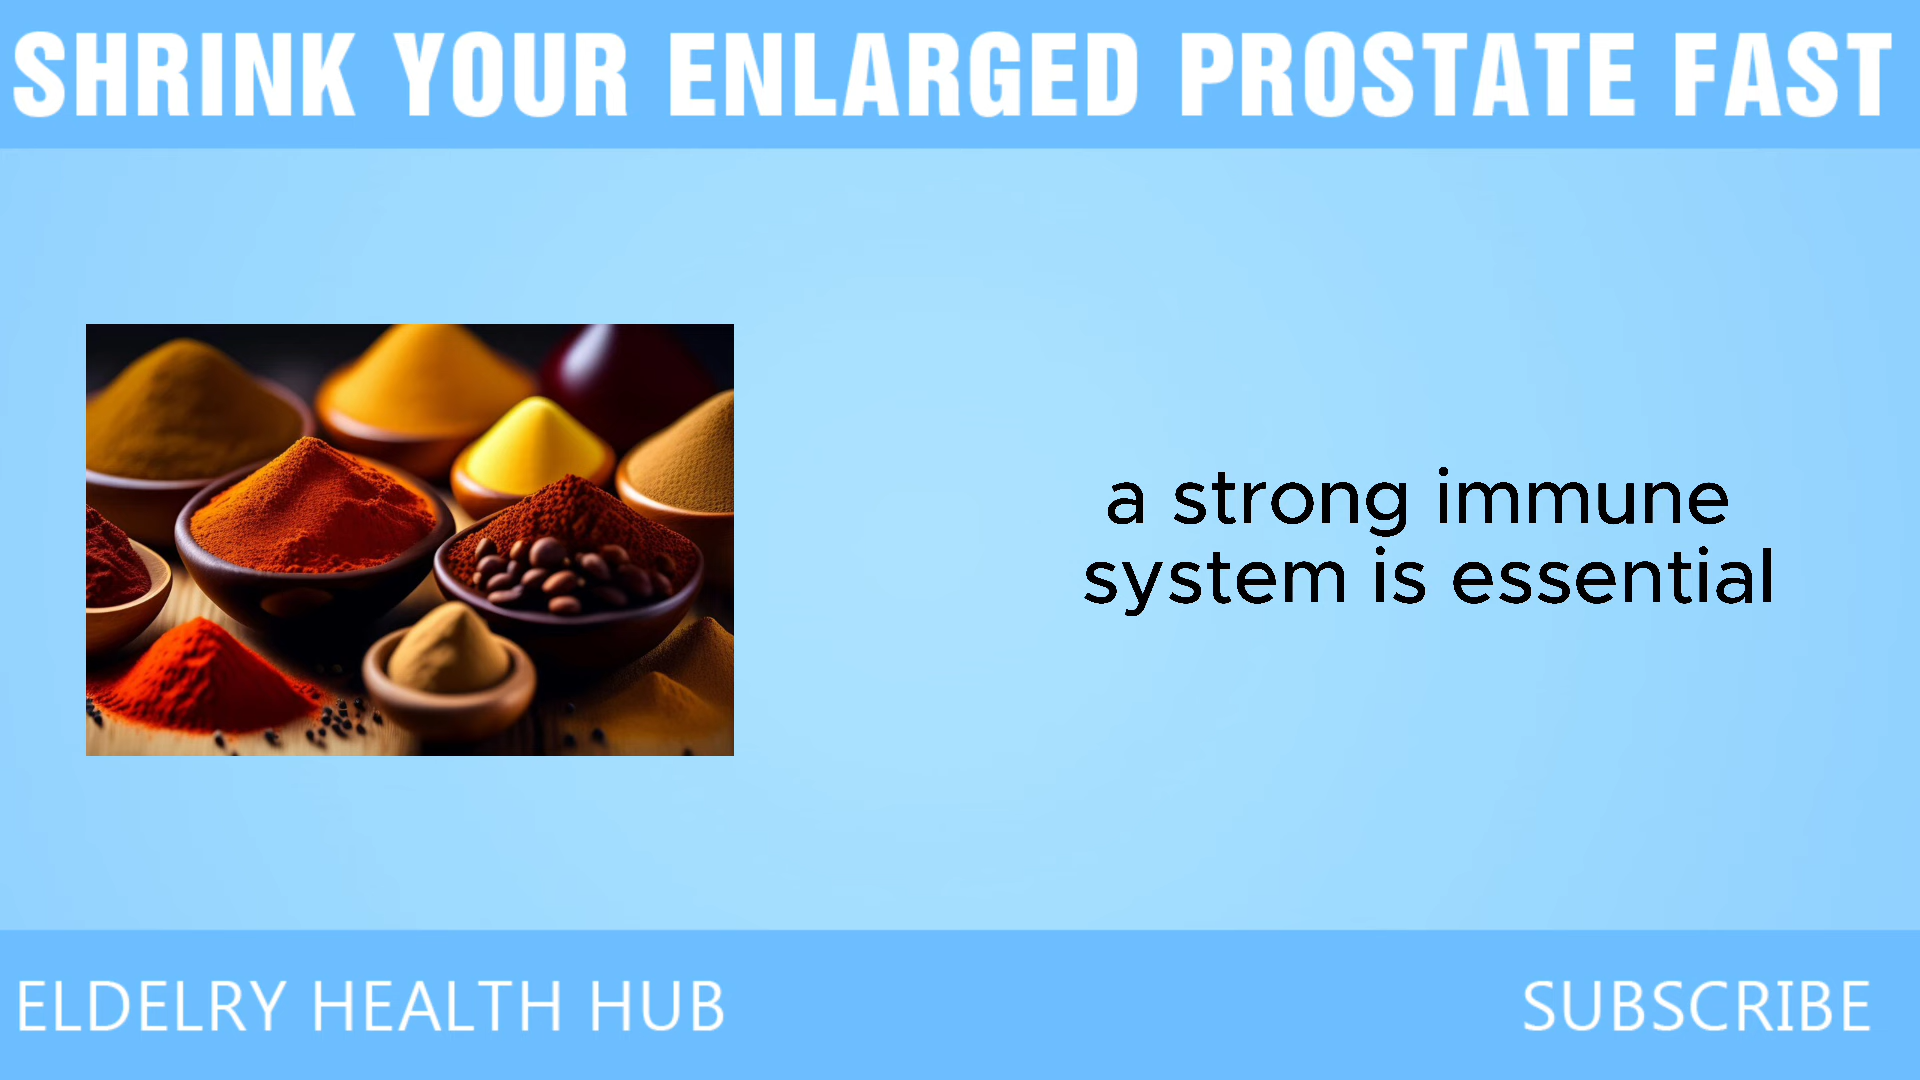 SHRINK YOUR ENLARGED PROSTATE FAST
a strong immune
system is essential
ELDELRY HEALTH HUB
SUBSCRIBE